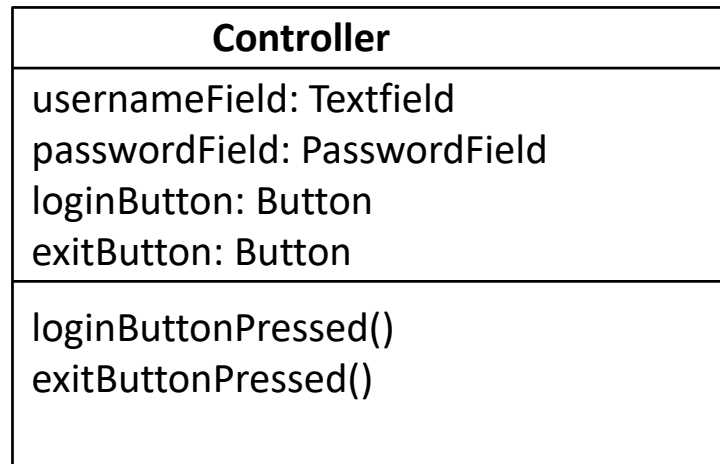 Controller
usernameField: Textfield
passwordField: PasswordField
loginButton: Button
exitButton: Button
loginButtonPressed()
exitButtonPressed()